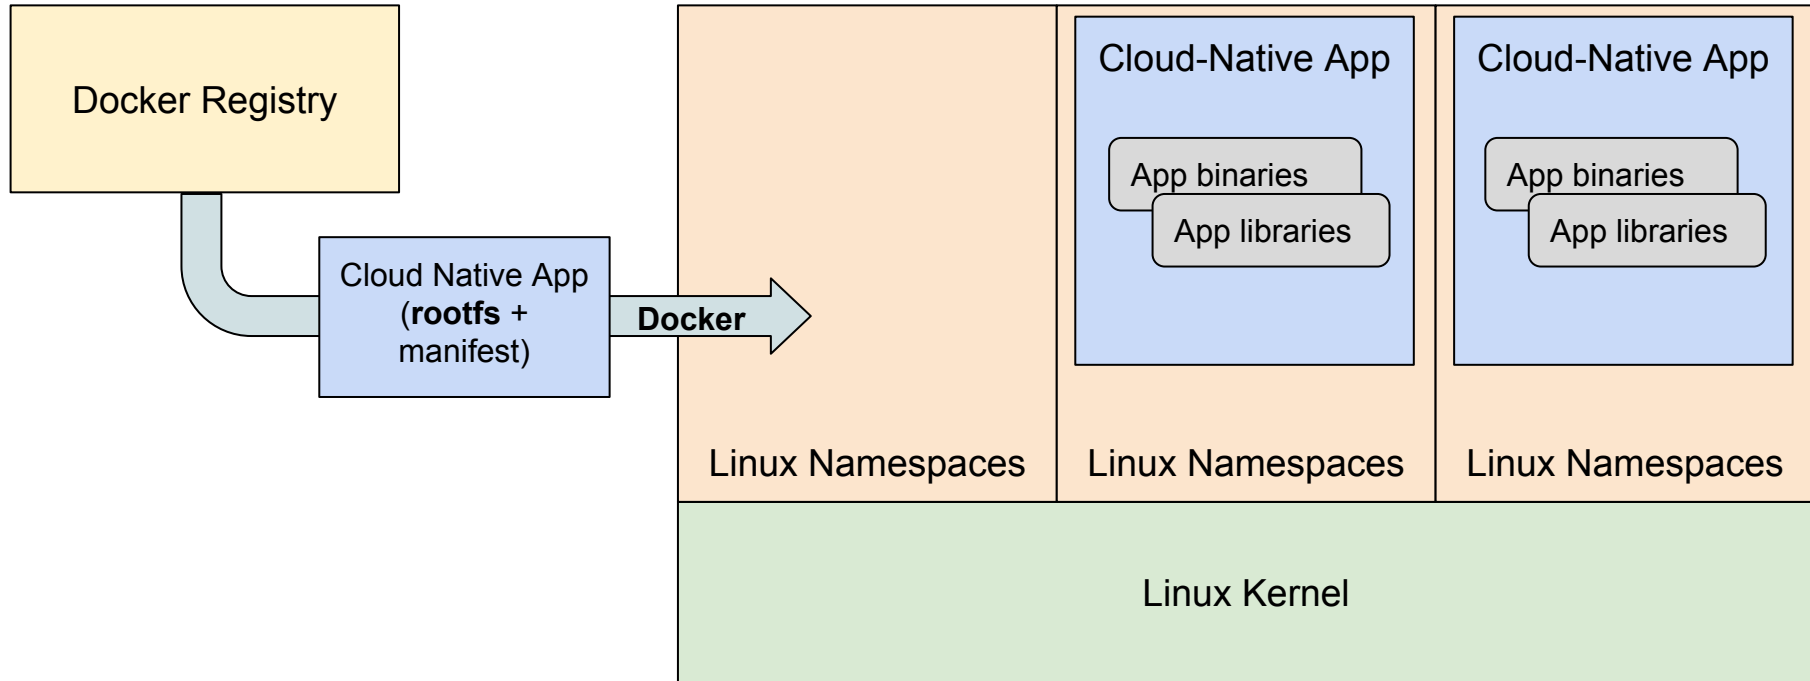 Docker Registry
Cloud Native App
(rootfs +
manifest)
Docker
Cloud-Native App
App binaries
App libraries
Cloud-Native App
App binaries
App libraries
Linux Namespaces
Linux Namespaces
Linux Namespaces
Linux Kernel